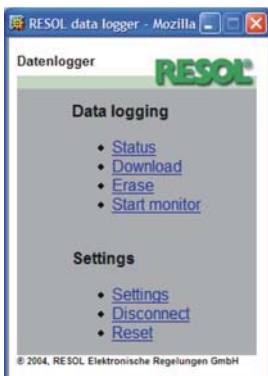 RESOL data logger - Mozilla
Datenlogger
RESOL®
Data logging
Status
Download
Erase
Start monitor
Settings
Settings
Disconnect
Reset
© 2004, RESOL Elektronische Regelungen GmbH